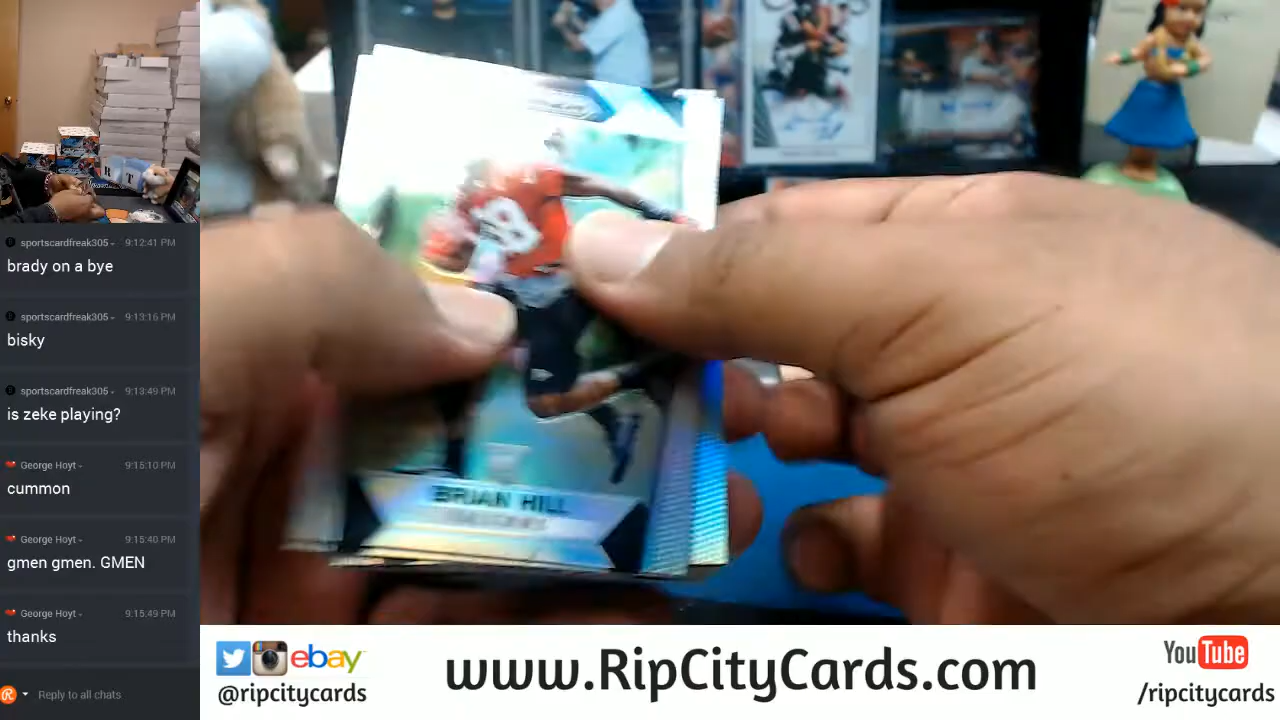 sportscardfreak305
9:12:41 PM
brady on a bye
sportscardfreak305
9:13:16 PM
bisky
sportscardfreak305
9:13:49 PM
is zeke playing?
George Hoyt
9:15:10 PM
cummon
George Hoyt
9:15:40 PM
gmen gmen. GMEN
George Hoyt
9:15:49 PM
thanks
Reply to all chats
BRIAN HILL
ebay
@ripcitycards
www.RipCityCards.com
YouTube
/ripcitycards